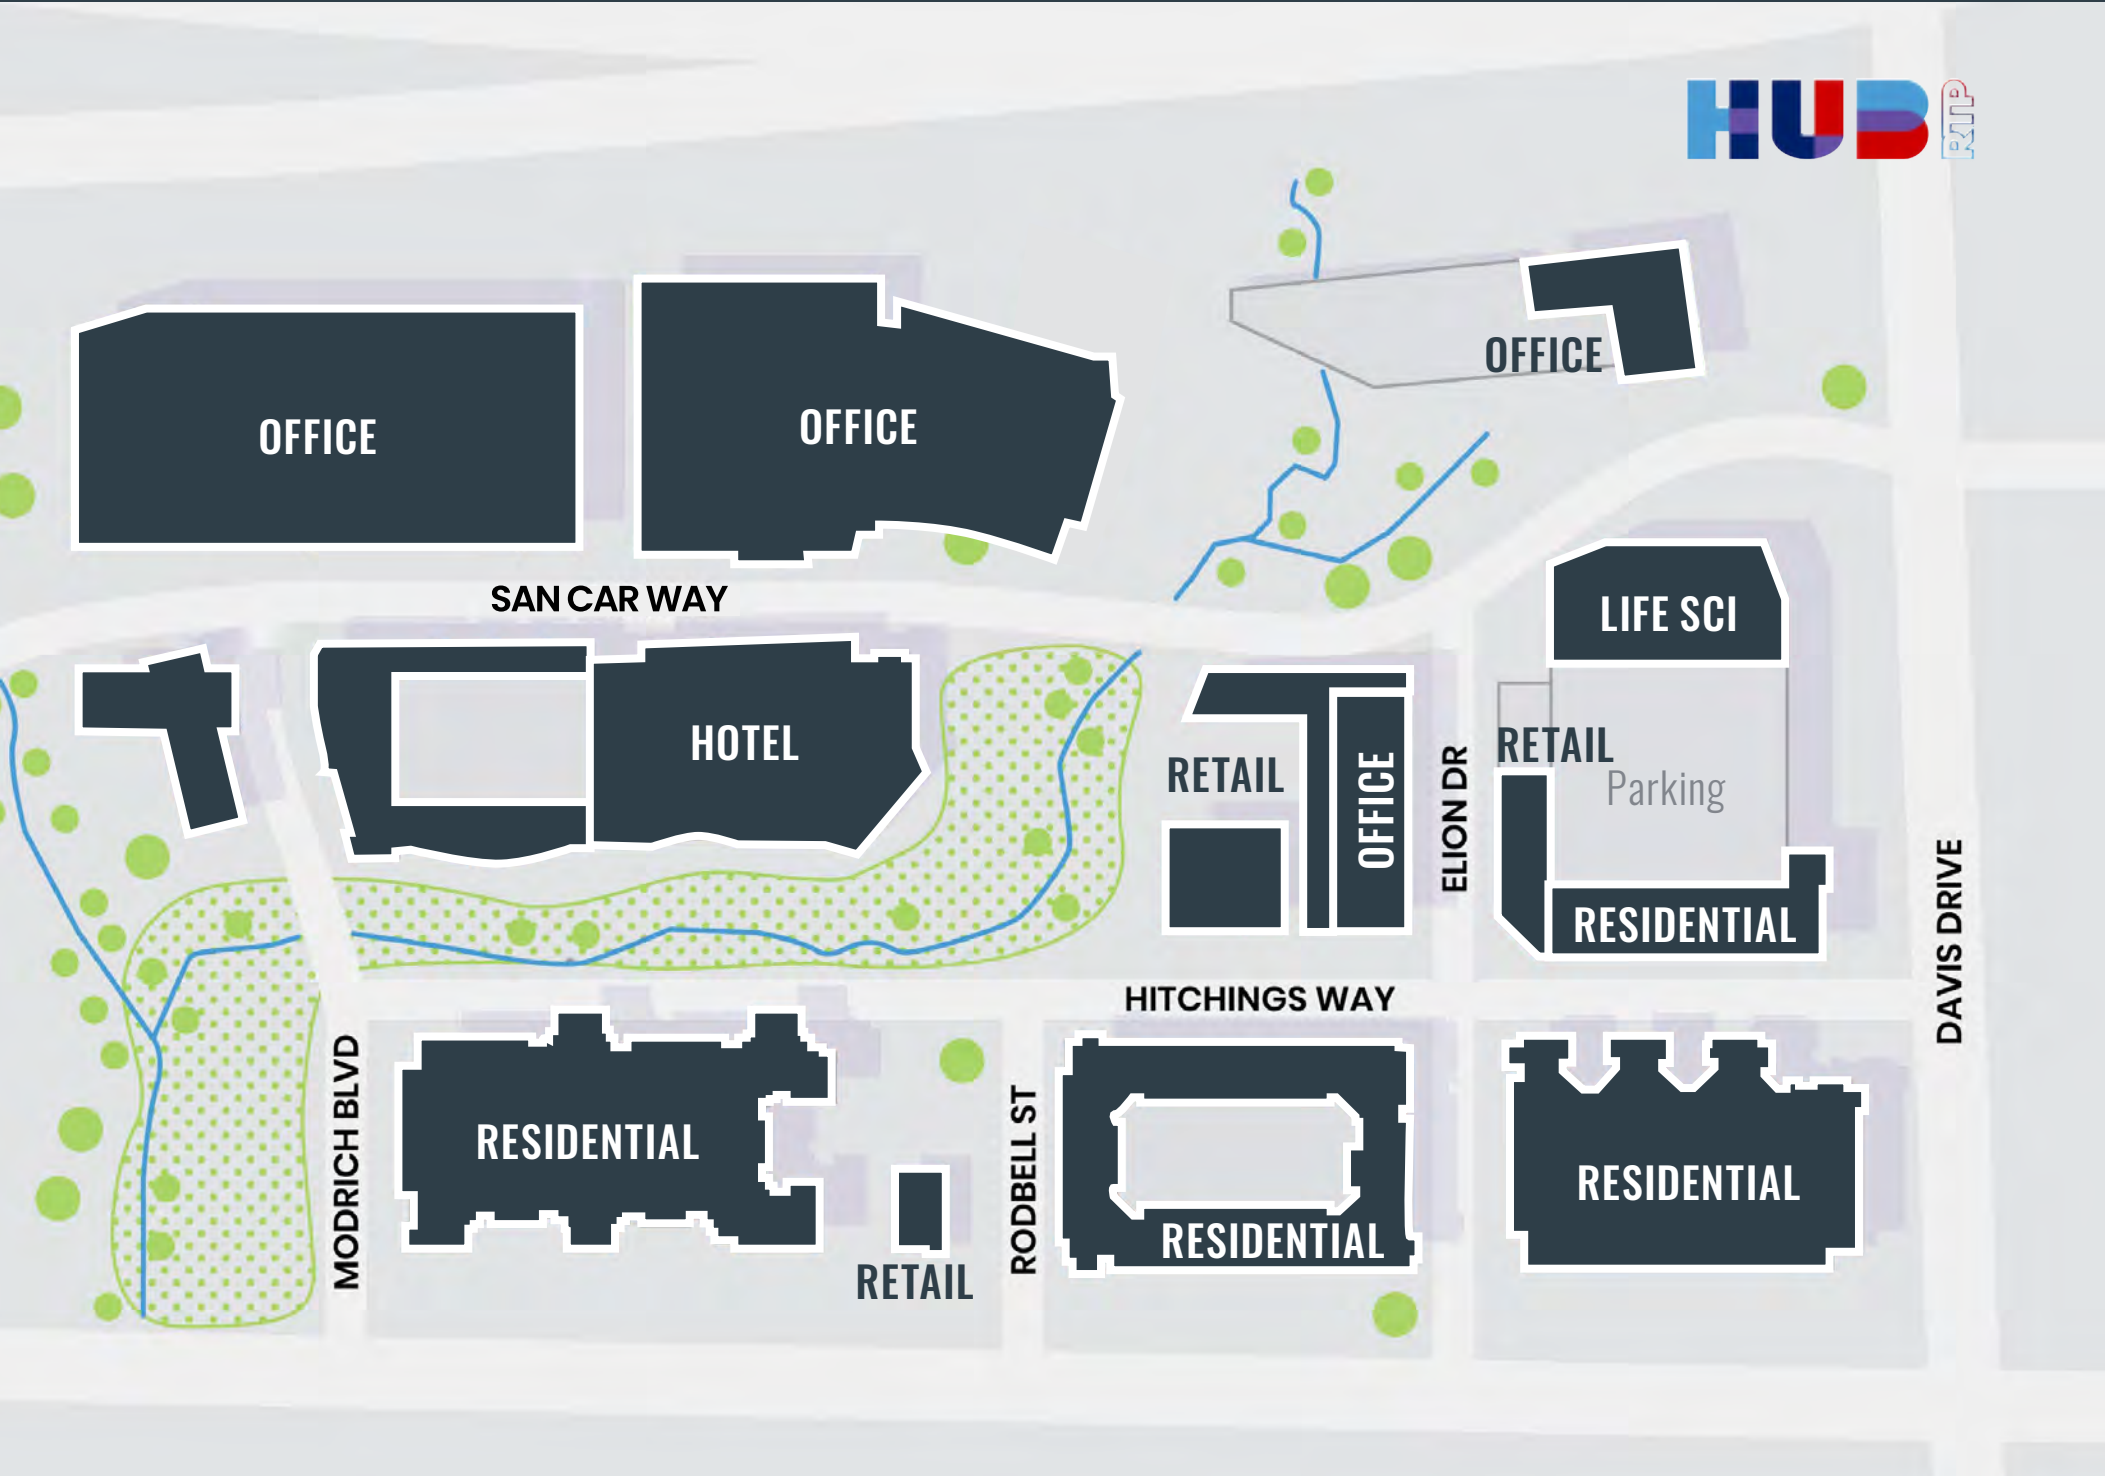 HUB RTP
OFFICE
OFFICE
OFFICE
SAN CAR WAY
LIFE SCI
HOTEL
RETAIL
OFFICE
ELION DR
RETAIL
Parking
RESIDENTIAL
DAVIS DRIVE
HITCHINGS WAY
MODRICH BLVD
RESIDENTIAL
RETAIL
RODBELL ST
RESIDENTIAL
RESIDENTIAL